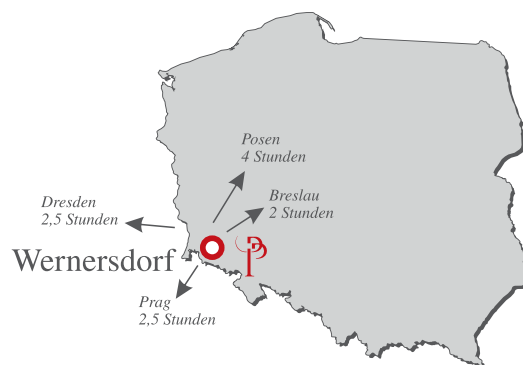 Posen
4 Stunden
Breslau
2 Stunden
Dresden
2,5 Stunden
Wernersdorf
Prag
2,5 Stunden